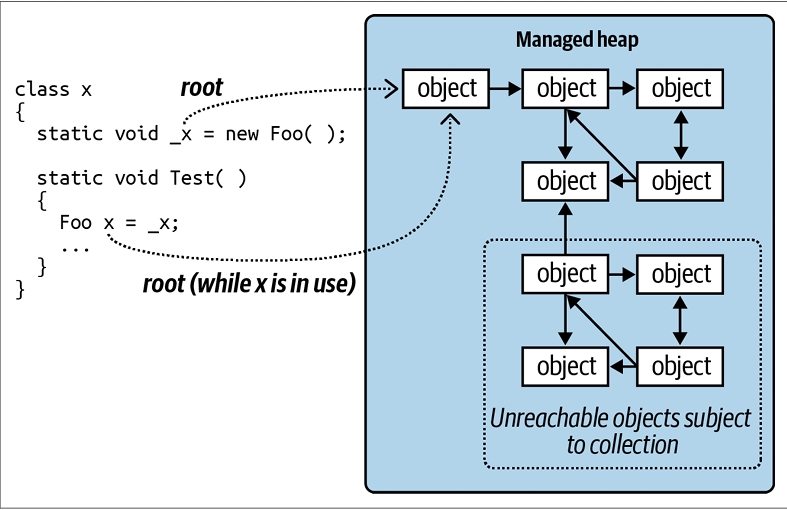 class x
{
static void _x = new Foo( );
static void Test( )
{
Foo x = _x;
...
}
}
root
root (while x is in use)
Managed heap
object object object
object object
object object
object object
Unreachable objects subject
to collection